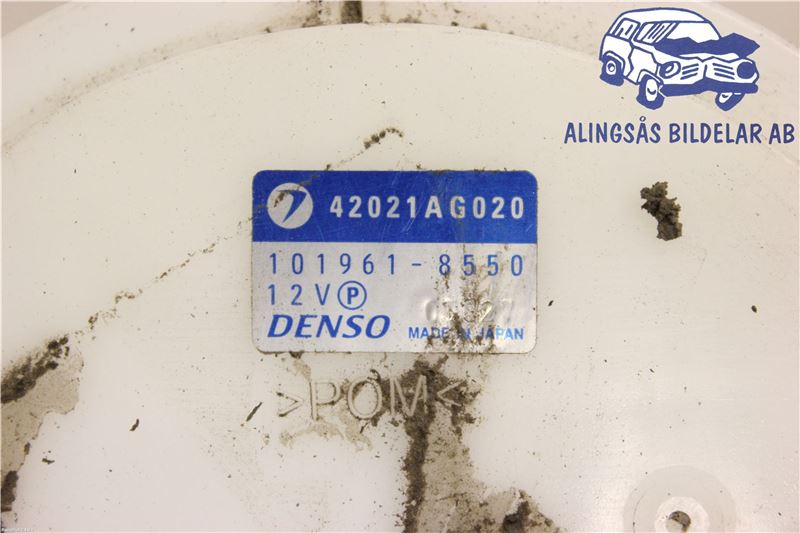 ALINGSÅS BILDELAR AB
42021AG020
101961-8550
12V P
DENSO MADE IN JAPAN
>POM<